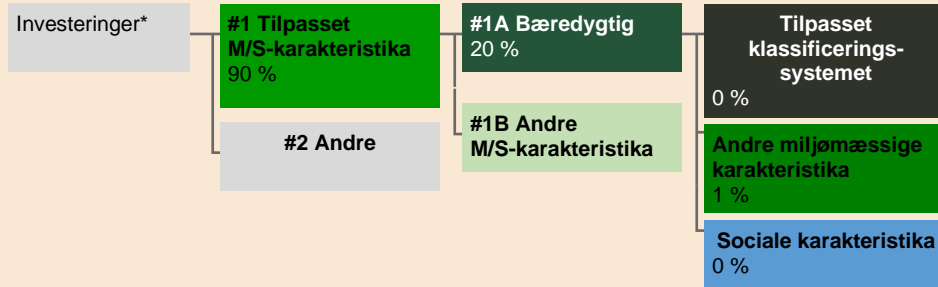 Investeringer*
#1 Tilpasset
M/S-karakteristika
90 %
#2 Andre
#1A Bæredygtig
20 %
#1B Andre
M/S-karakteristika
Tilpasset
klassificerings-
systemet
0 %
Andre miljømæssige
karakteristika
1 %
Sociale karakteristika
0 %